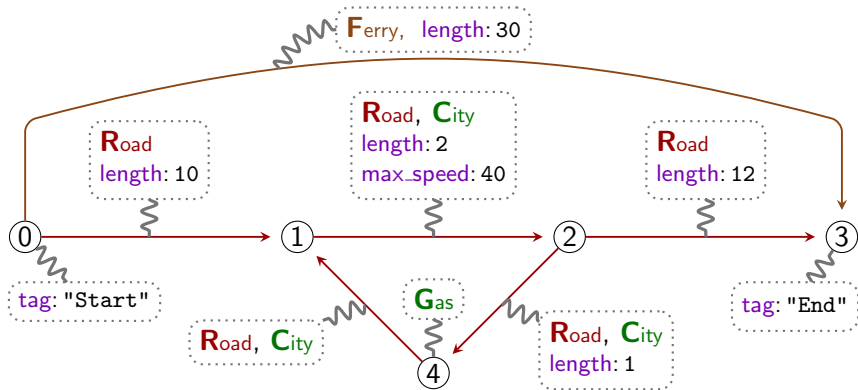 Ferry, length: 30
Road
length: 10
Road, City
length: 2
max_speed: 40
Road
length: 12
0
1
2
3
tag: "Start"
Gas
tag: "End"
Road, City
Road, City
length: 1
4